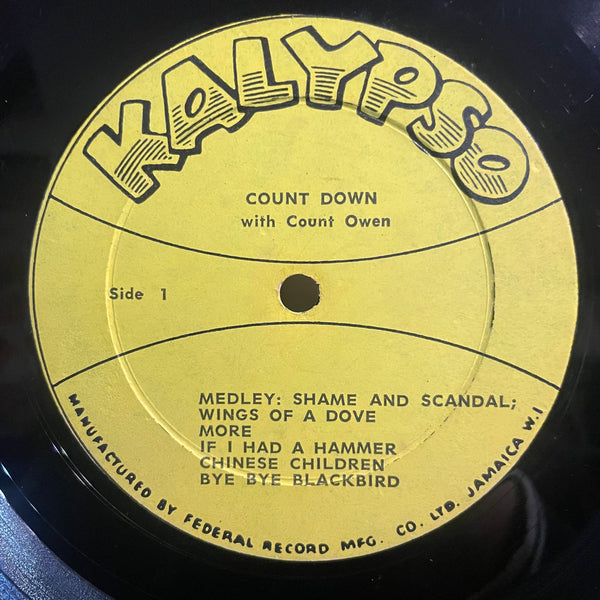 KALYPSO
COUNT DOWN
with Count Owen
Side 1
MEDLEY: SHAME AND SCANDAL;
WINGS OF A DOVE
MORE
IF I HAD A HAMMER
CHINESE CHILDREN
BYE BYE BLACKBIRD
MANUFACTURED BY FEDERAL RECORD MFG. CO. LTD. JAMAICA W.I.